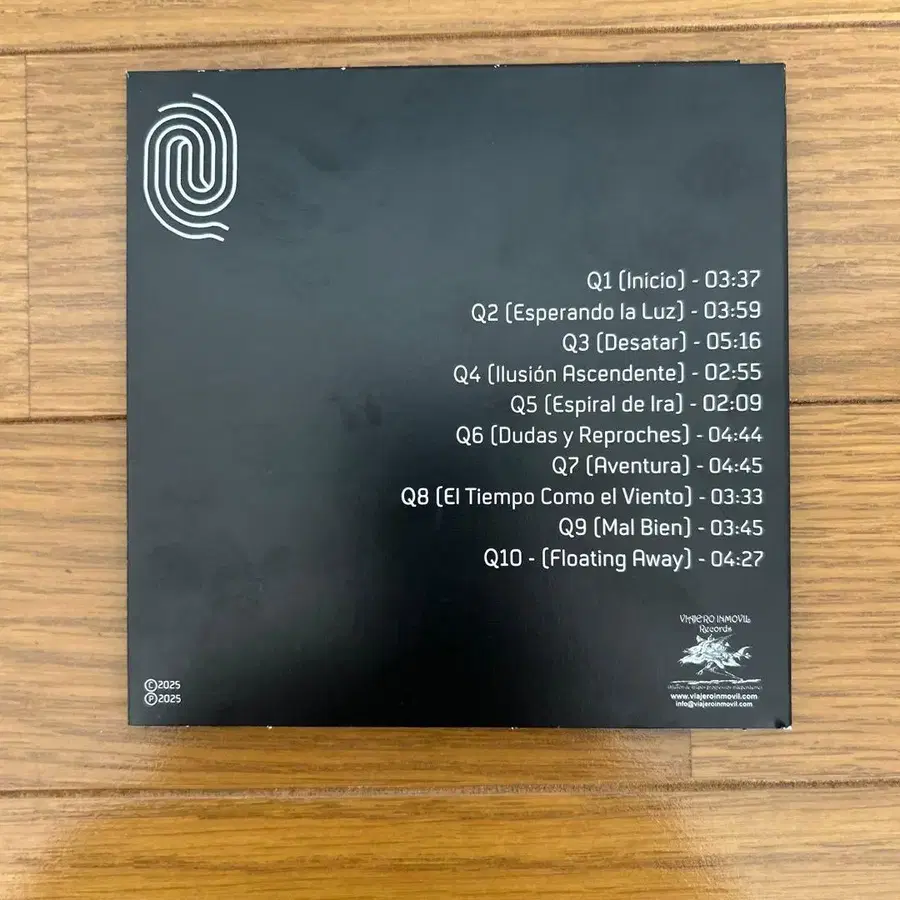 Q1 (Inicio) - 03:37
Q2 (Esperando la Luz) - 03:59
Q3 (Desatar) - 05:16
Q4 (Ilusión Ascendente) - 02:55
Q5 (Espiral de Ira) - 02:09
Q6 (Dudas y Reproches) - 04:44
Q7 (Aventura) - 04:45
Q8 (El Tiempo Como el Viento) - 03:33
Q9 (Mal Bien) - 03:45
Q10 - (Floating Away) - 04:27
VIAJERO INMOVIL
Records
www.viajeroinmovil.com
info@viajeroinmovil.com
Ⓒ2025
Ⓟ2025